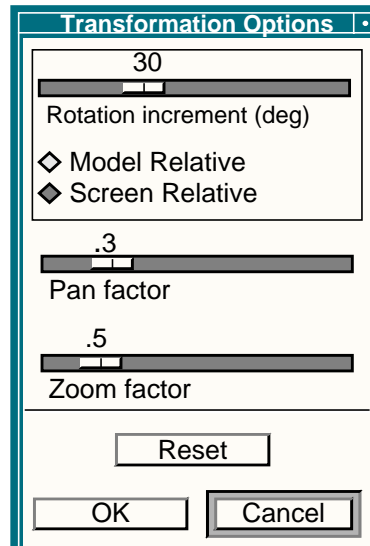 Transformation Options
30
Rotation increment (deg)
Model Relative
Screen Relative
.3
Pan factor
.5
Zoom factor
Reset
OK Cancel